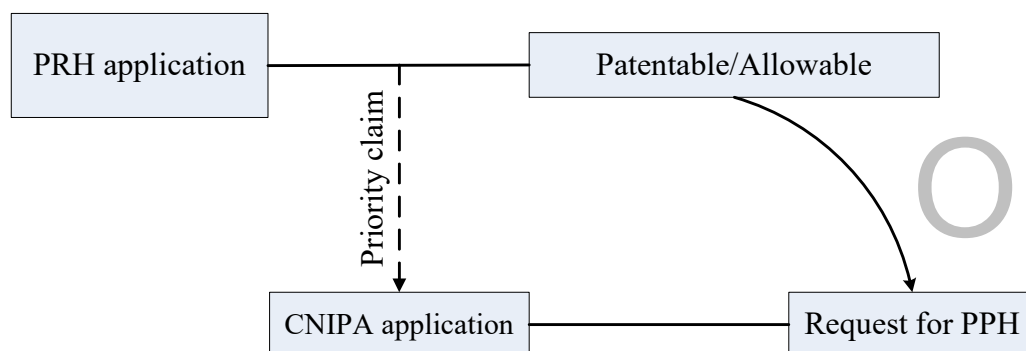 PRH application
Patentable/Allowable
Priority claim
O
CNIPA application
Request for PPH